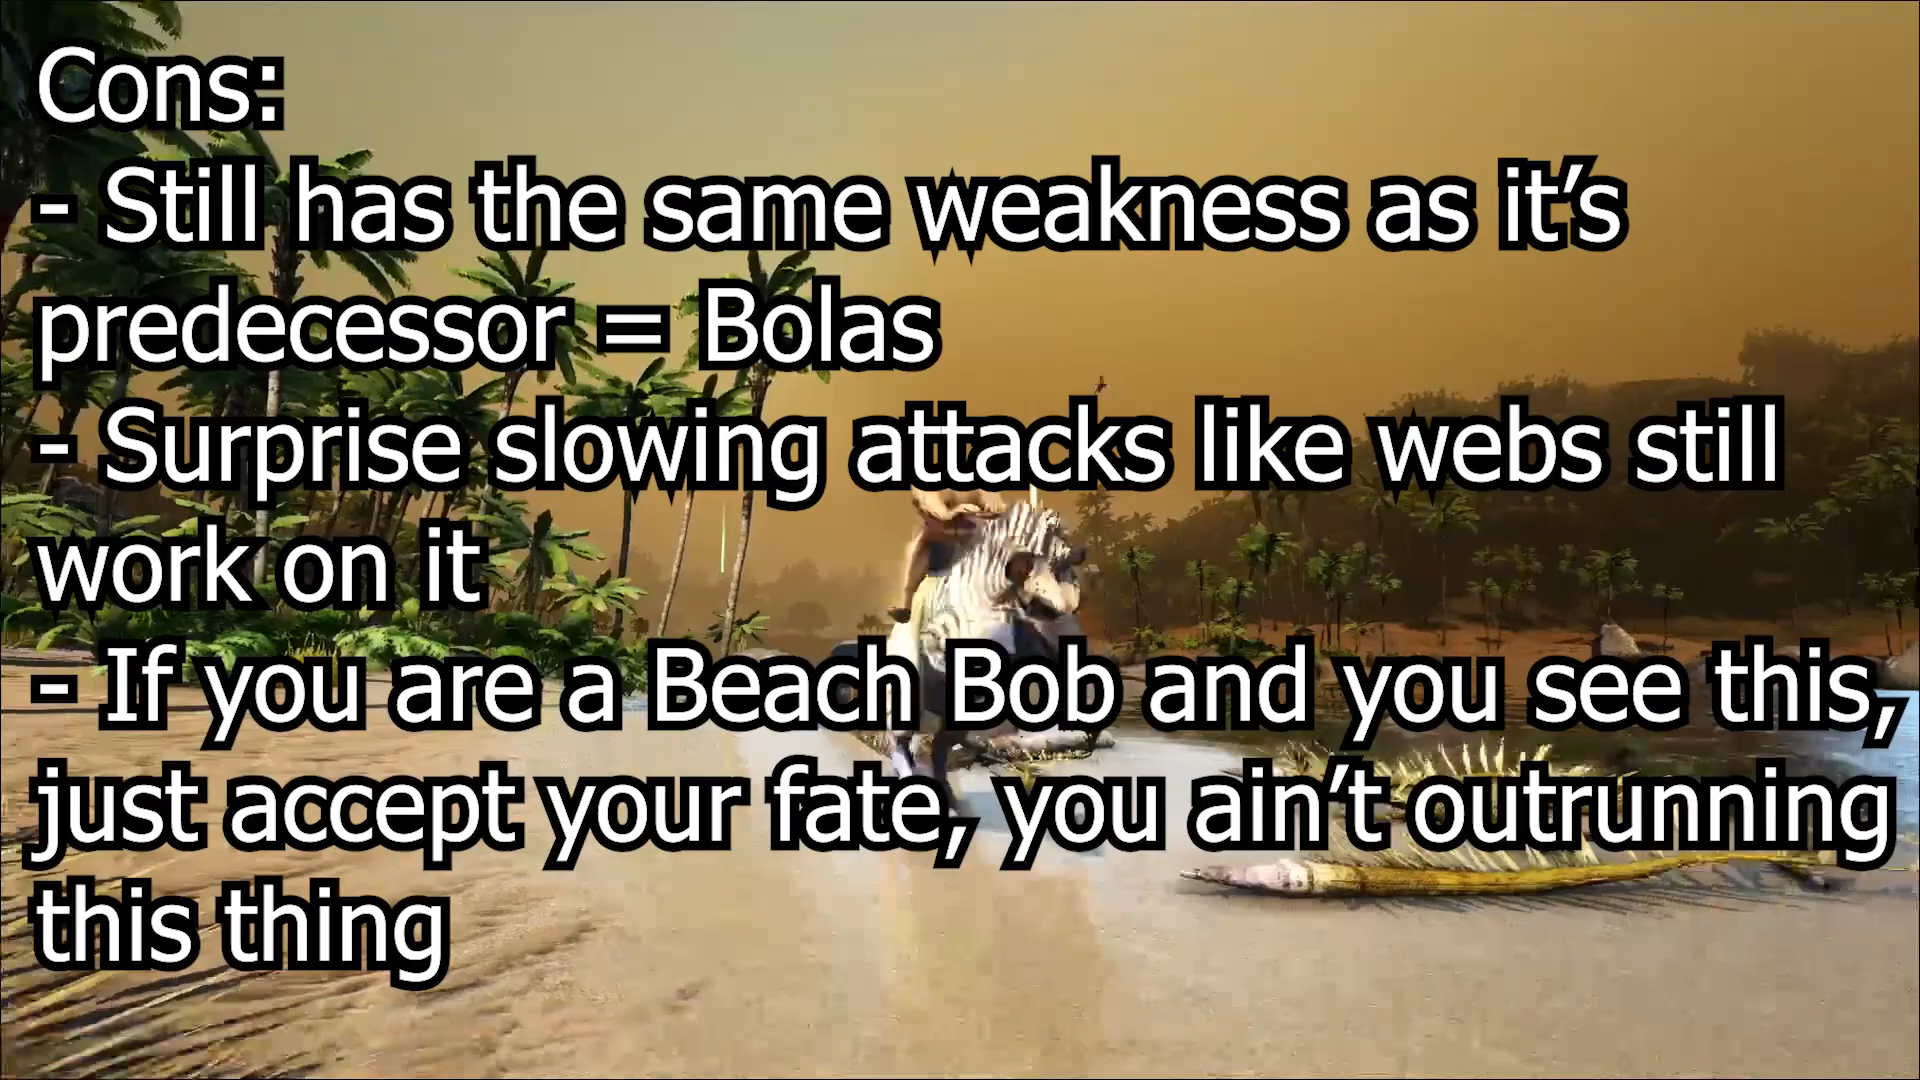 Cons:
- Still has the same weakness as it’s
predecessor = Bolas
- Surprise slowing attacks like webs still
work on it
- If you are a Beach Bob and you see this,
just accept your fate, you ain’t outrunning
this thing